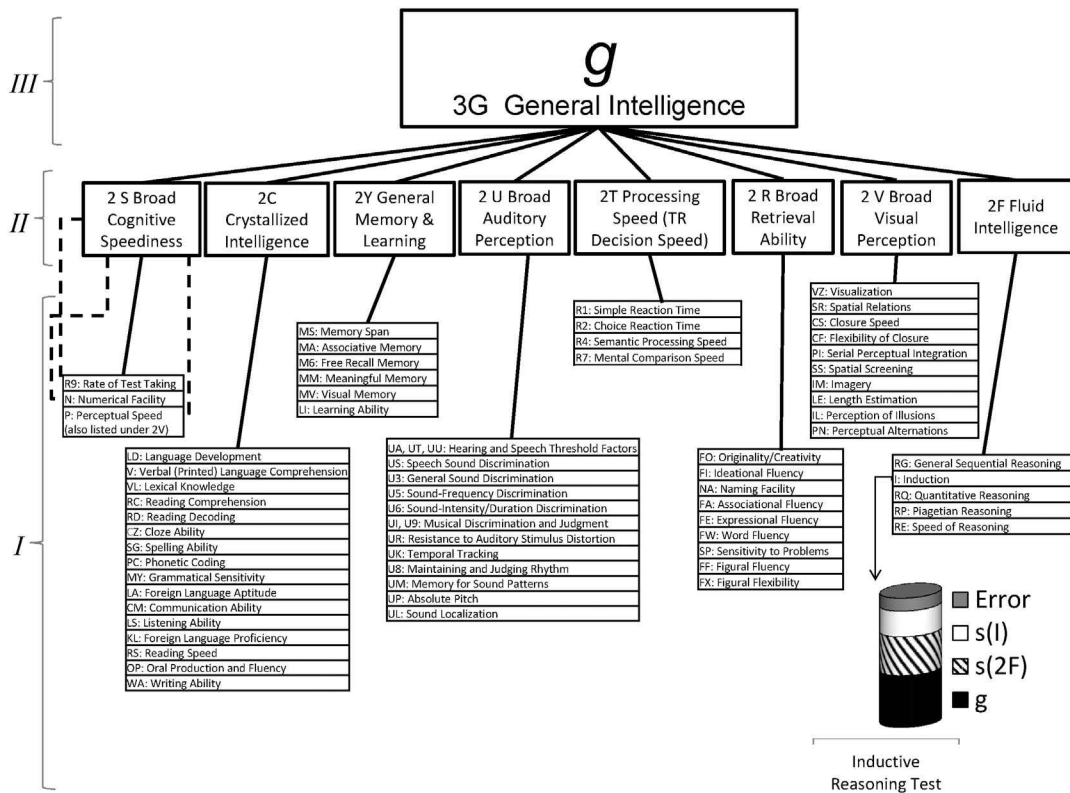 III
g
3G General Intelligence
II
2 S Broad
Cognitive
Speediness
2C
Crystallized
Intelligence
2Y General
Memory &
Learning
2 U Broad
Auditory
Perception
2T Processing
Speed (TR
Decision Speed)
2 R Broad
Retrieval
Ability
2 V Broad
Visual
Perception
2F Fluid
Intelligence
I
R9: Rate of Test Taking
N: Numerical Facility
P: Perceptual Speed
(also listed under 2V)
LD: Language Development
V: Verbal (Printed) Language Comprehension
VL: Lexical Knowledge
RC: Reading Comprehension
RD: Reading Decoding
CZ: Cloze Ability
SG: Spelling Ability
PC: Phonetic Coding
MY: Grammatical Sensitivity
LA: Foreign Language Aptitude
CM: Communication Ability
LS: Listening Ability
KL: Foreign Language Proficiency
RS: Reading Speed
OP: Oral Production and Fluency
WA: Writing Ability
MS: Memory Span
MA: Associative Memory
M6: Free Recall Memory
MM: Meaningful Memory
MV: Visual Memory
LI: Learning Ability
UA, UT, UU: Hearing and Speech Threshold Factors
US: Speech Sound Discrimination
U3: General Sound Discrimination
U5: Sound-Frequency Discrimination
U6: Sound-Intensity/Duration Discrimination
UI, U9: Musical Discrimination and Judgment
UR: Resistance to Auditory Stimulus Distortion
UK: Temporal Tracking
U8: Maintaining and Judging Rhythm
UM: Memory for Sound Patterns
UP: Absolute Pitch
UL: Sound Localization
R1: Simple Reaction Time
R2: Choice Reaction Time
R4: Semantic Processing Speed
R7: Mental Comparison Speed
FO: Originality/Creativity
FI: Ideational Fluency
NA: Naming Facility
FA: Associational Fluency
FE: Expressional Fluency
FW: Word Fluency
SP: Sensitivity to Problems
FF: Figural Fluency
FX: Figural Flexibility
VZ: Visualization
SR: Spatial Relations
CS: Closure Speed
CF: Flexibility of Closure
PI: Serial Perceptual Integration
SS: Spatial Screening
IM: Imagery
LE: Length Estimation
IL: Perception of Illusions
PN: Perceptual Alternations
RG: General Sequential Reasoning
I: Induction
RQ: Quantitative Reasoning
RP: Piagetian Reasoning
RE: Speed of Reasoning
Error
s(I)
s(2F)
g
Inductive
Reasoning Test